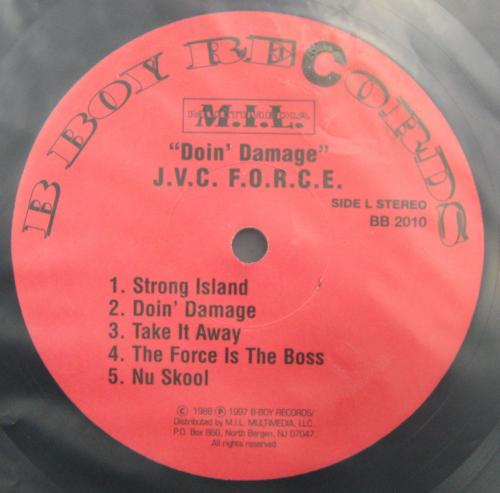 B BOY RECORDS
M.I.L.
MULTIMEDIA
"Doin' Damage"
J.V.C. F.O.R.C.E.
SIDE L STEREO
BB 2010
1. Strong Island
2. Doin' Damage
3. Take It Away
4. The Force Is The Boss
5. Nu Skool
© 1988 ℗ 1997 B-BOY RECORDS/
Distributed by M.I.L. MULTIMEDIA, LLC.
P.O. Box 866, North Bergen, NJ 07047.
All rights reserved